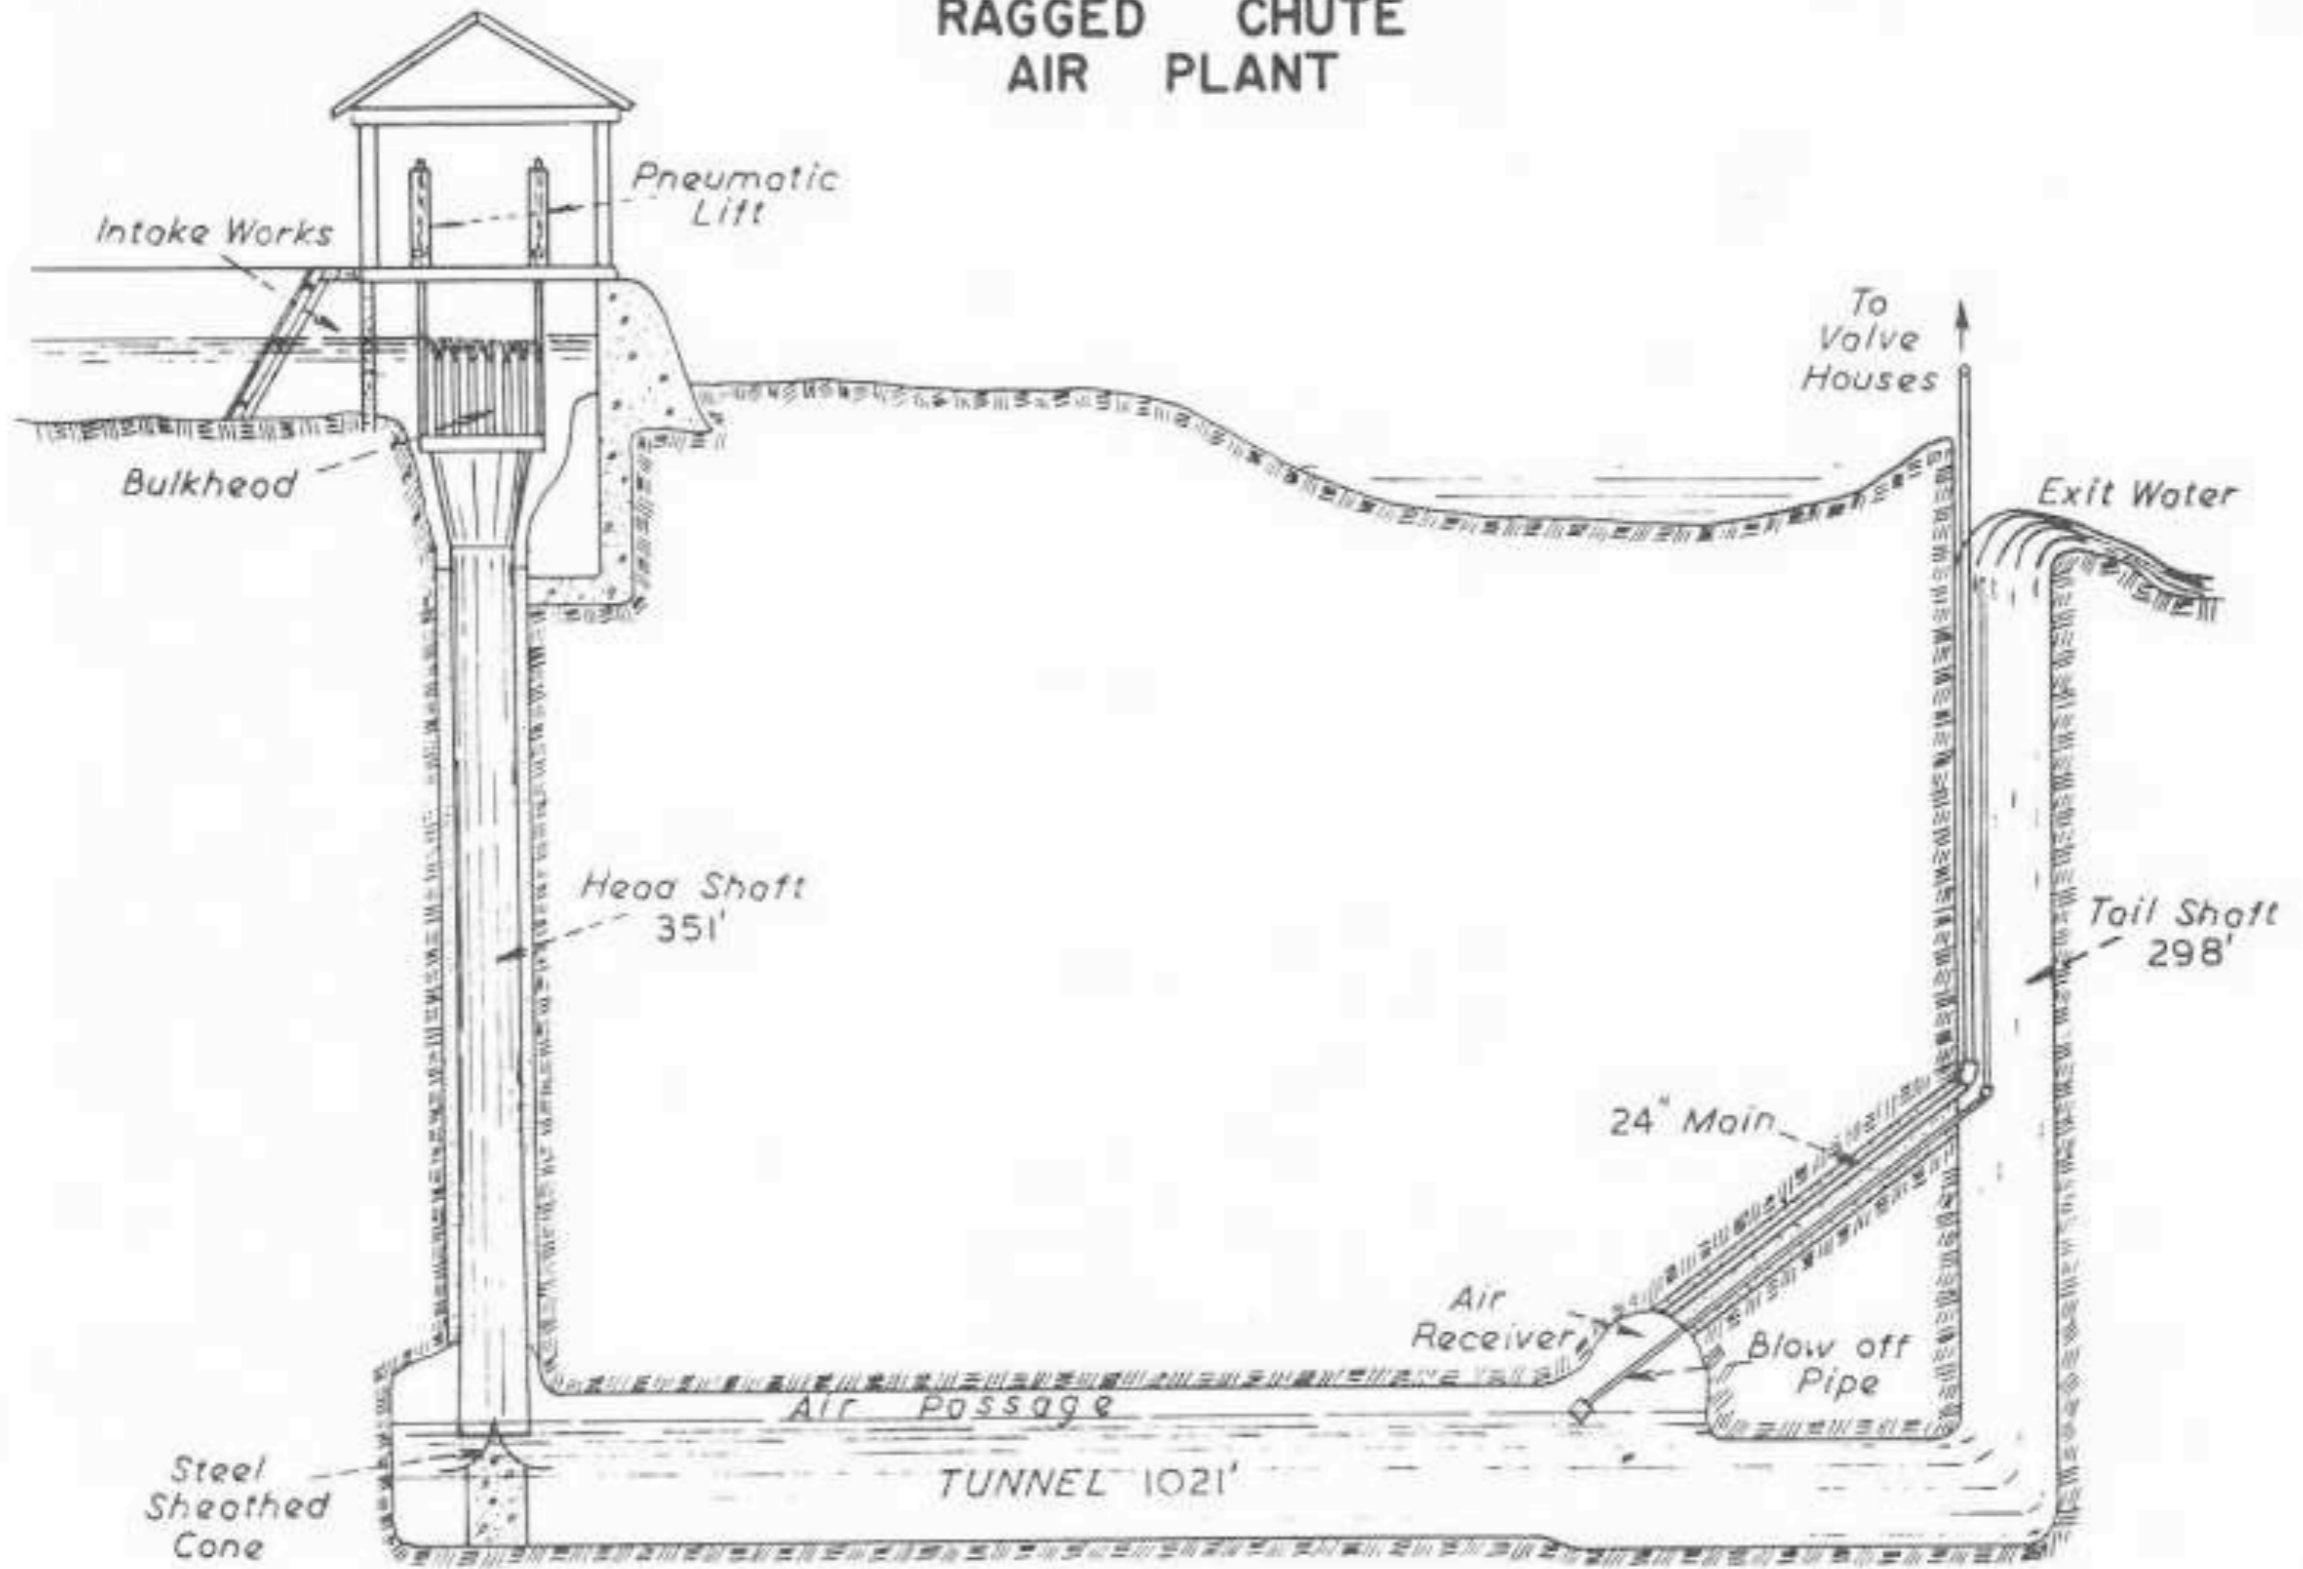 RAGGED CHUTE
AIR PLANT
Pneumatic
Lift
Intake Works
To
Valve
Houses
Bulkhead
Exit Water
Head Shaft
351'
Tail Shaft
298'
24" Main
Air
Receiver
Blow off
Pipe
Air Passage
Steel
Sheathed
Cone
TUNNEL 1021'